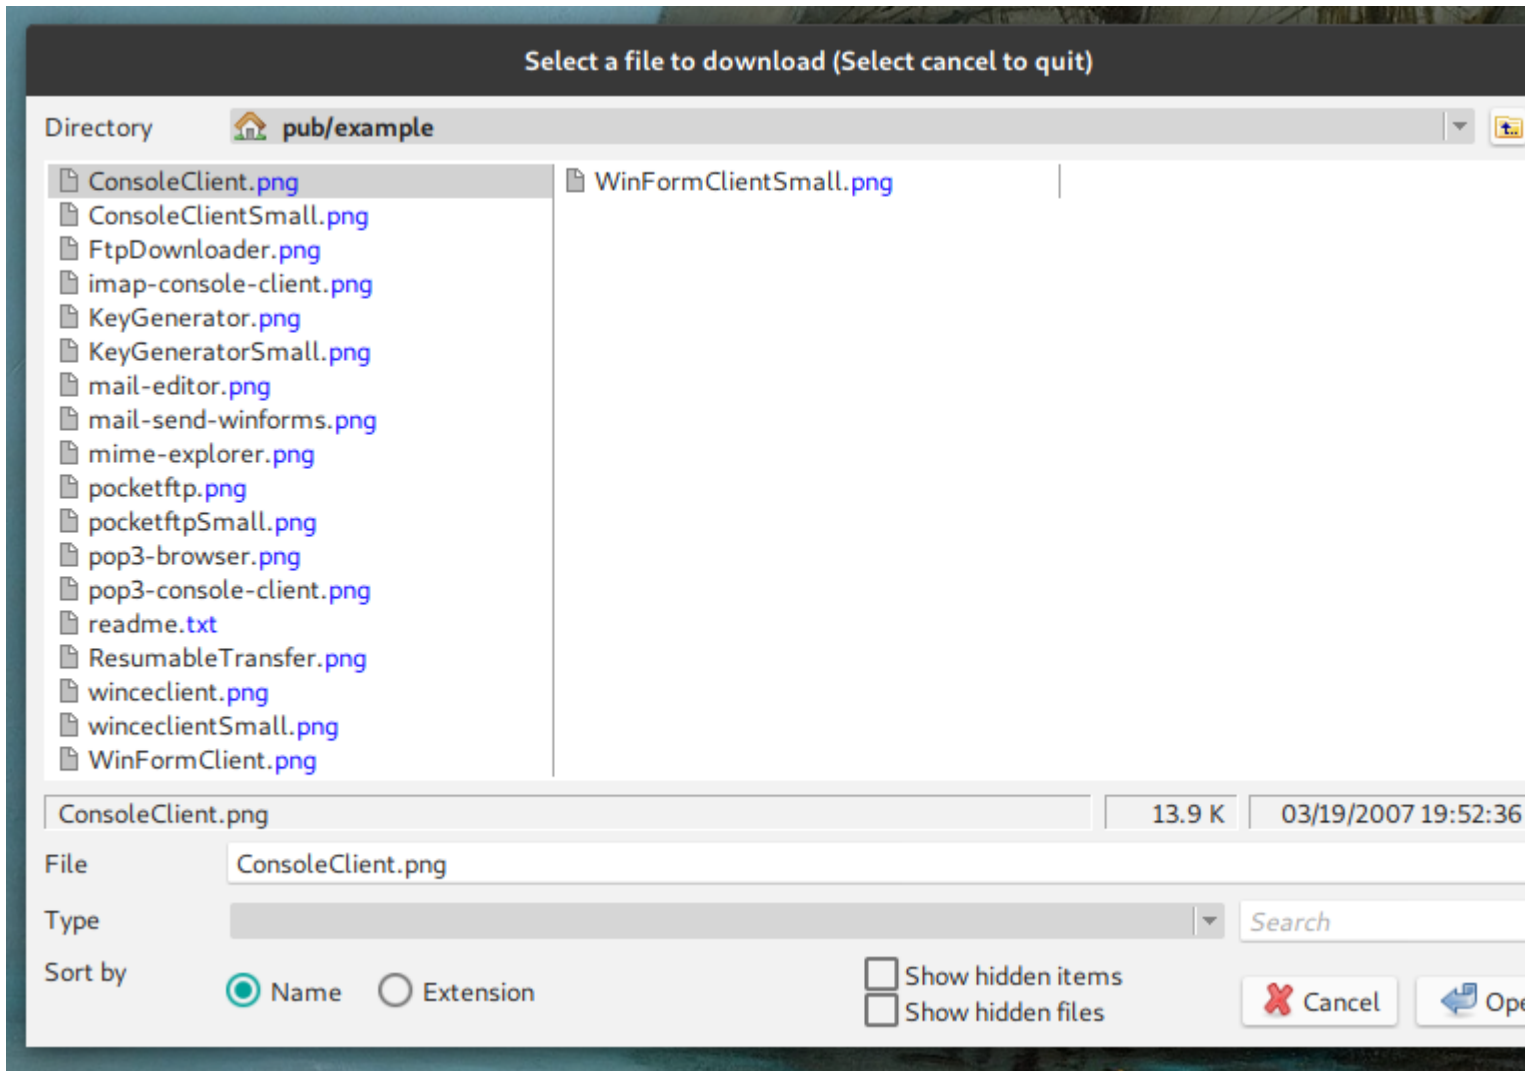 Select a file to download (Select cancel to quit)
Directory pub/example
ConsoleClient.png
ConsoleClientSmall.png
FtpDownloader.png
imap-console-client.png
KeyGenerator.png
KeyGeneratorSmall.png
mail-editor.png
mail-send-winforms.png
mime-explorer.png
pocketftp.png
pocketftpSmall.png
pop3-browser.png
pop3-console-client.png
readme.txt
ResumableTransfer.png
winceclient.png
winceclientSmall.png
WinFormClient.png
WinFormClientSmall.png
ConsoleClient.png 13.9 K 03/19/2007 19:52:36
File ConsoleClient.png
Type Search
Sort by Name Extension
Show hidden items
Show hidden files
Cancel Ope